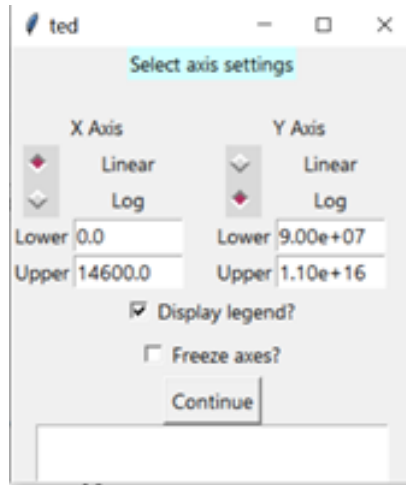 ted
Select axis settings
X Axis Y Axis
Linear Linear
Log Log
Lower 0.0 Lower 9.00e+07
Upper 14600.0 Upper 1.10e+16
Display legend?
Freeze axes?
Continue